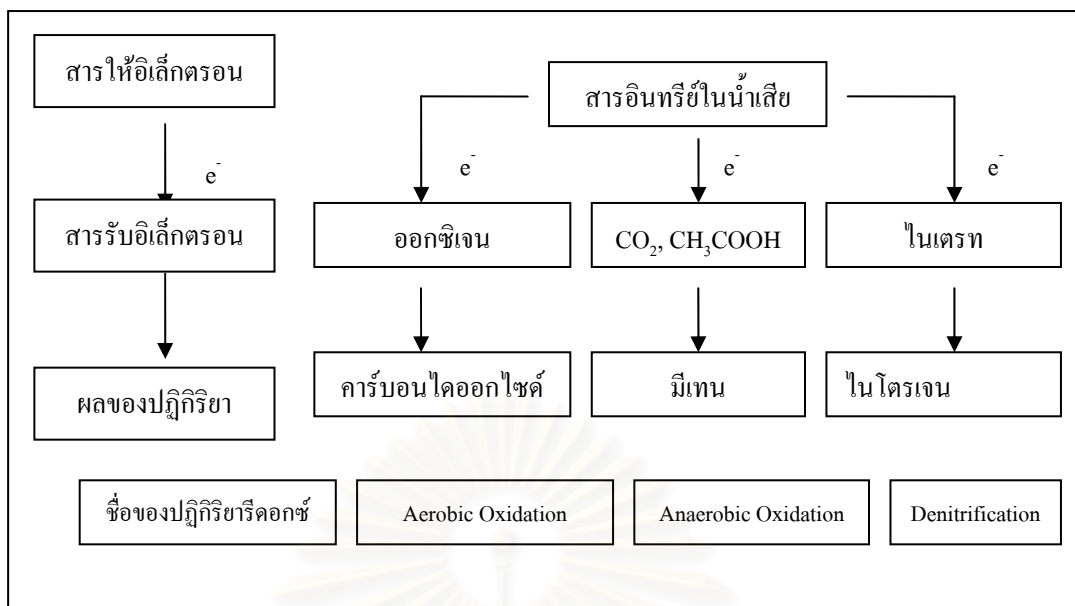 สารให้อิเล็กตรอน
สารอินทรีย์ในน้ำเสีย
e⁻ e⁻ e⁻ e⁻
สารรับอิเล็กตรอน ออกซิเจน CO₂, CH₃COOH ไนเตรท
ผลของปฏิกิริยา คาร์บอนไดออกไซด์ มีเทน ไนโตรเจน
ชื่อของปฏิกิริยารีดอกซ์ Aerobic Oxidation Anaerobic Oxidation Denitrification